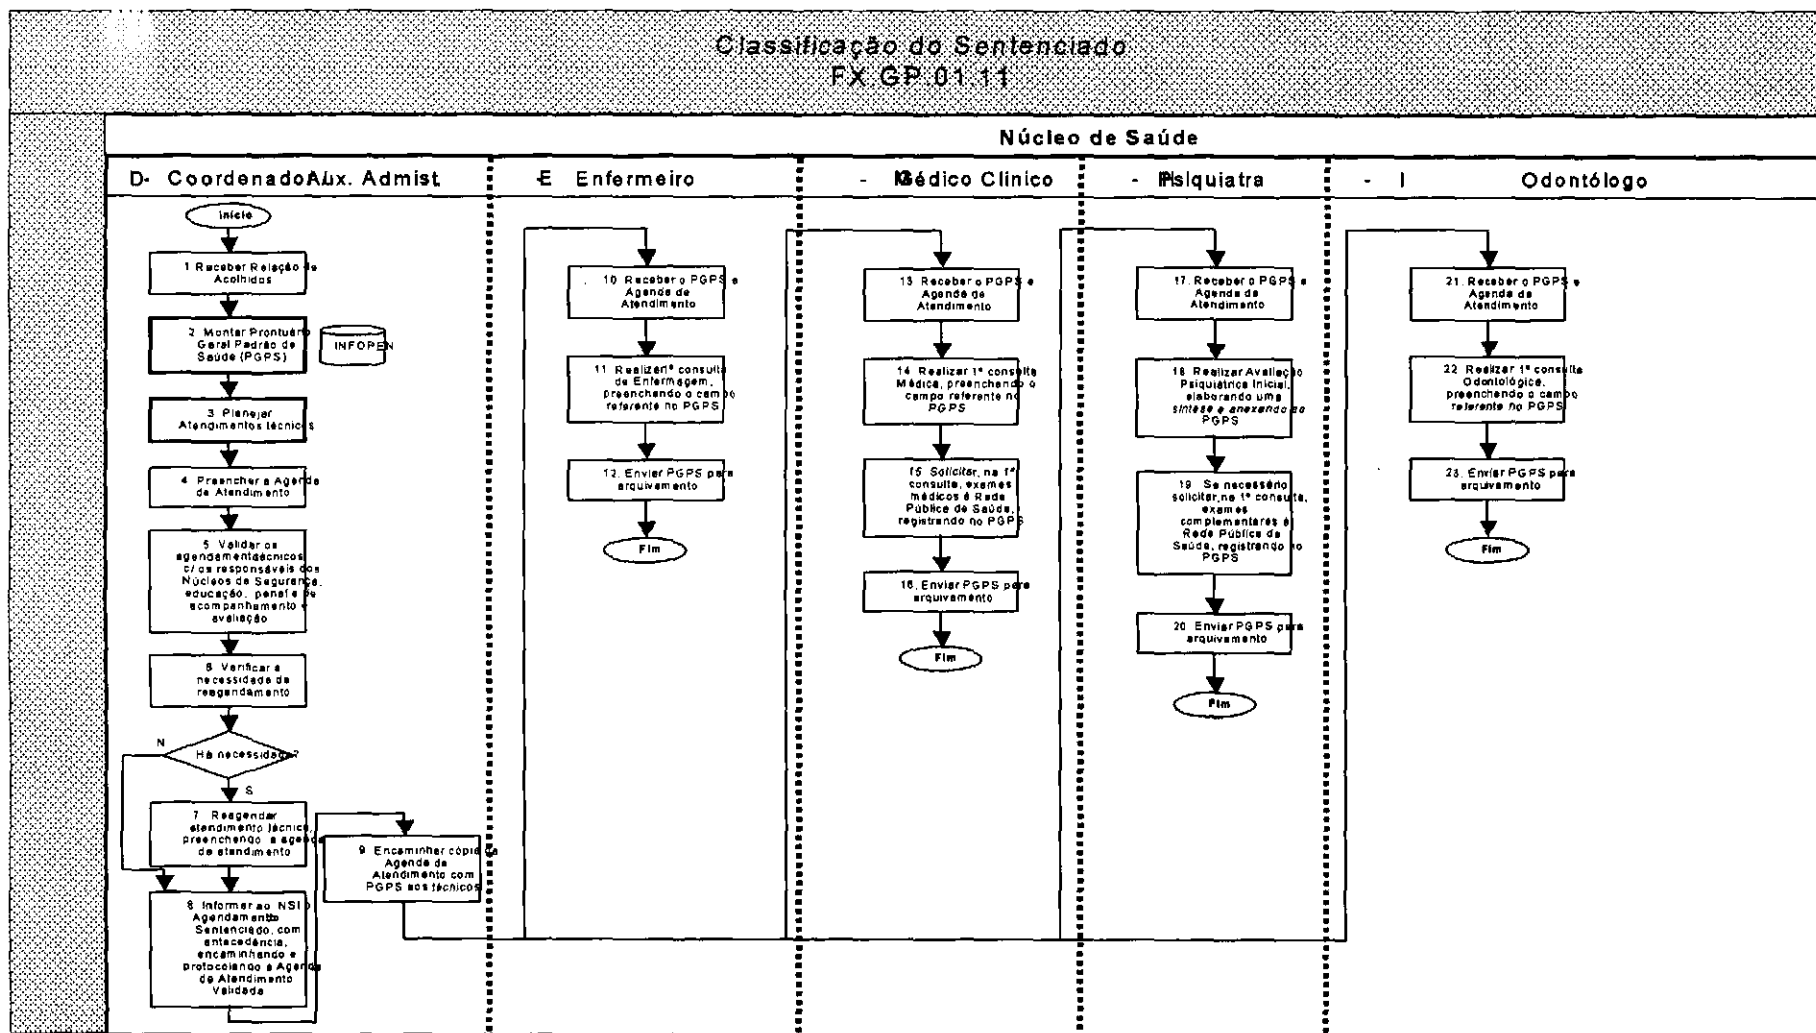 Classificação do Sentenciado
FX.GP.01.11
Núcleo de Saúde
D- Coordenado/Aux. Admist.
-E Enfermeiro
- Médico Clínico
- Psiquiatra
- I Odontólogo
Início
1 Receber Relação de
Acolhidos
2 Montar Prontuário
Geral Padrão de
Saúde (PGPS)
INFOPEN
3 Planejar
Atendimentos técnicos
4 Preencher a Agenda
de Atendimento
5 Validar os
agendamentos técnicos
c/ os responsáveis dos
Núcleos de Segurança,
educação, penal e de
acompanhamento e
avaliação
6 Verificar a
necessidade de
reagendamento
Há necessidade?
N
S
7 Reagendar
atendimento técnico,
preenchendo a agenda
de atendimento
8 Informar ao NSI o
Agendamento
Sentenciado, com
antecedência,
encaminhando e
protocolando a Agenda
de Atendimento
Validada
9 Encaminhar cópia da
Agenda de
Atendimento com
PGPS aos técnicos
10 Receber o PGPS e
Agenda de
Atendimento
11 Realizar 1ª consulta
de Enfermagem,
preenchendo o campo
referente no PGPS
12. Enviar PGPS para
arquivamento
Fim
13 Receber o PGPS e
Agenda de
Atendimento
14 Realizar 1ª consulta
Médica, preenchendo o
campo referente no
PGPS
15 Solicitar, na 1ª
consulta, exames
médicos é Rede
Pública de Saúde,
registrando no PGPS
16. Enviar PGPS para
arquivamento
Fim
17. Receber o PGPS e
Agenda de
Atendimento
18 Realizar Avaliação
Psiquiátrica Inicial,
elaborando uma
síntese e anexando ao
PGPS
19 Se necessário
solicitar, na 1ª consulta,
exames
complementares é
Rede Pública de
Saúde, registrando no
PGPS
20 Enviar PGPS para
arquivamento
Fim
21. Receber o PGPS e
Agenda de
Atendimento
22 Realizar 1ª consulta
Odontológica,
preenchendo o campo
referente no PGPS
23. Enviar PGPS para
arquivamento
Fim